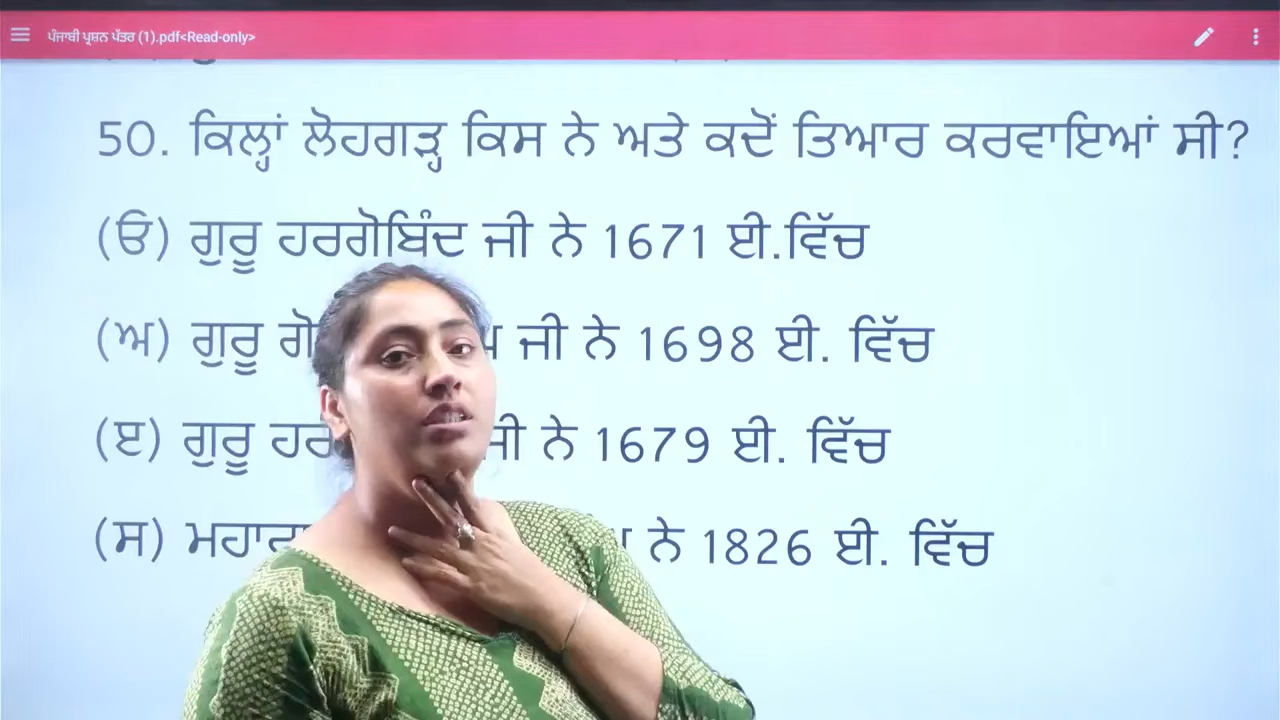 ਪੰਜਾਬੀ ਪ੍ਰਸ਼ਨ ਪੱਤਰ (1).pdf<Read-only>
50. ਕਿਲ੍ਹਾਂ ਲੋਹਗੜ੍ਹ ਕਿਸ ਨੇ ਅਤੇ ਕਦੋਂ ਤਿਆਰ ਕਰਵਾਇਆਂ ਸੀ?
(ੳ) ਗੁਰੂ ਹਰਗੋਬਿੰਦ ਜੀ ਨੇ 1671 ਈ.ਵਿੱਚ
(ਅ) ਗੁਰੂ ਜੀ ਨੇ 1698 ਈ. ਵਿੱਚ
(ੲ) ਗੁਰੂ ਜੀ ਨੇ 1679 ਈ. ਵਿੱਚ
(ਸ) ਨੇ 1826 ਈ. ਵਿੱਚ